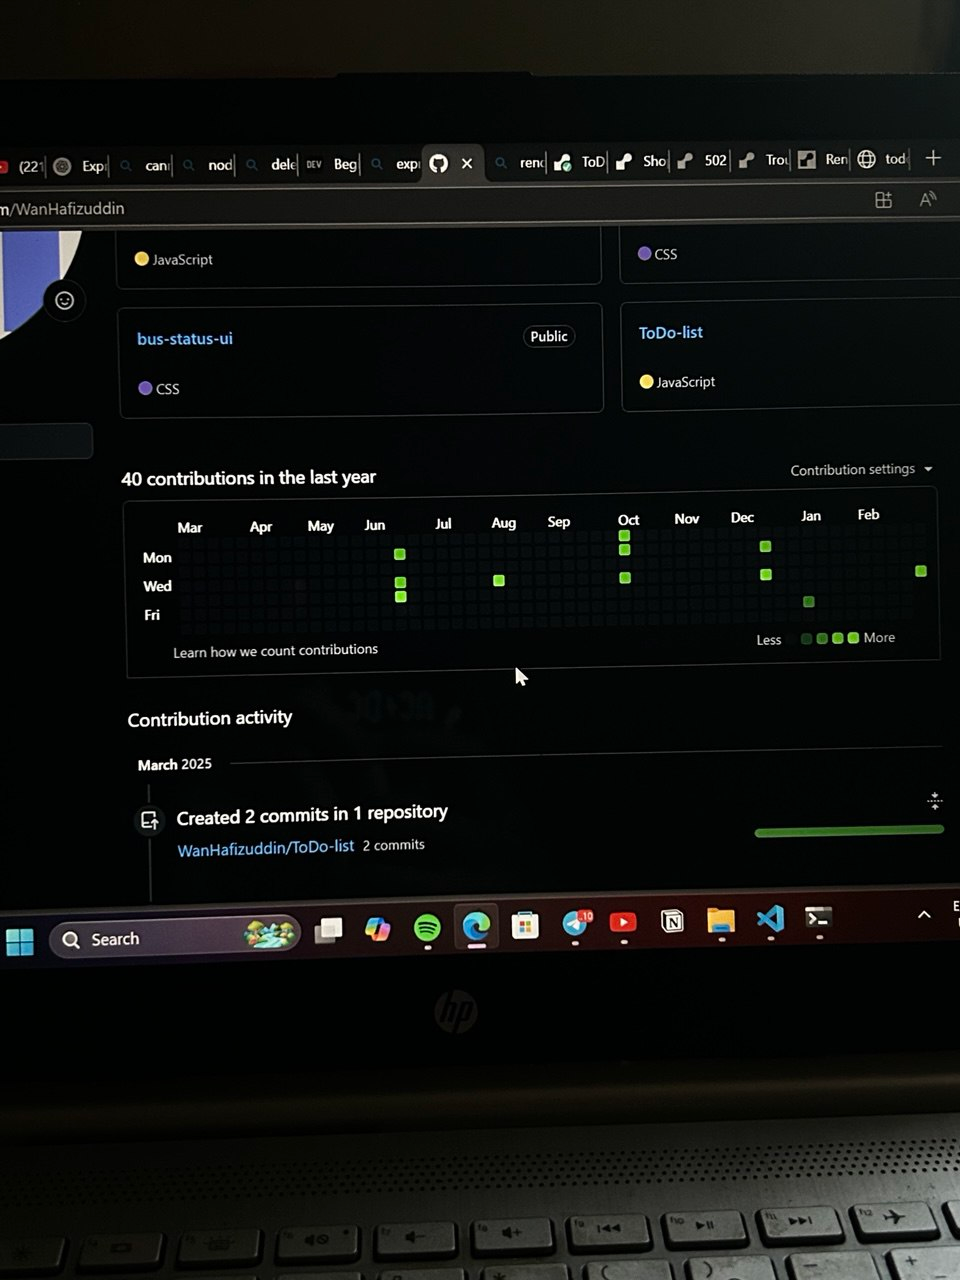 (221 Exp can nod dele DEV Beg exp ren ToD Sho 502 Trou Ren tod
m/WanHafizuddin
JavaScript
CSS
bus-status-ui Public
CSS
ToDo-list
JavaScript
40 contributions in the last year
Contribution settings
Mar Apr May Jun Jul Aug Sep Oct Nov Dec Jan Feb
Mon
Wed
Fri
Learn how we count contributions
Less More
Contribution activity
March 2025
Created 2 commits in 1 repository
WanHafizuddin/ToDo-list 2 commits
Search
10
hp